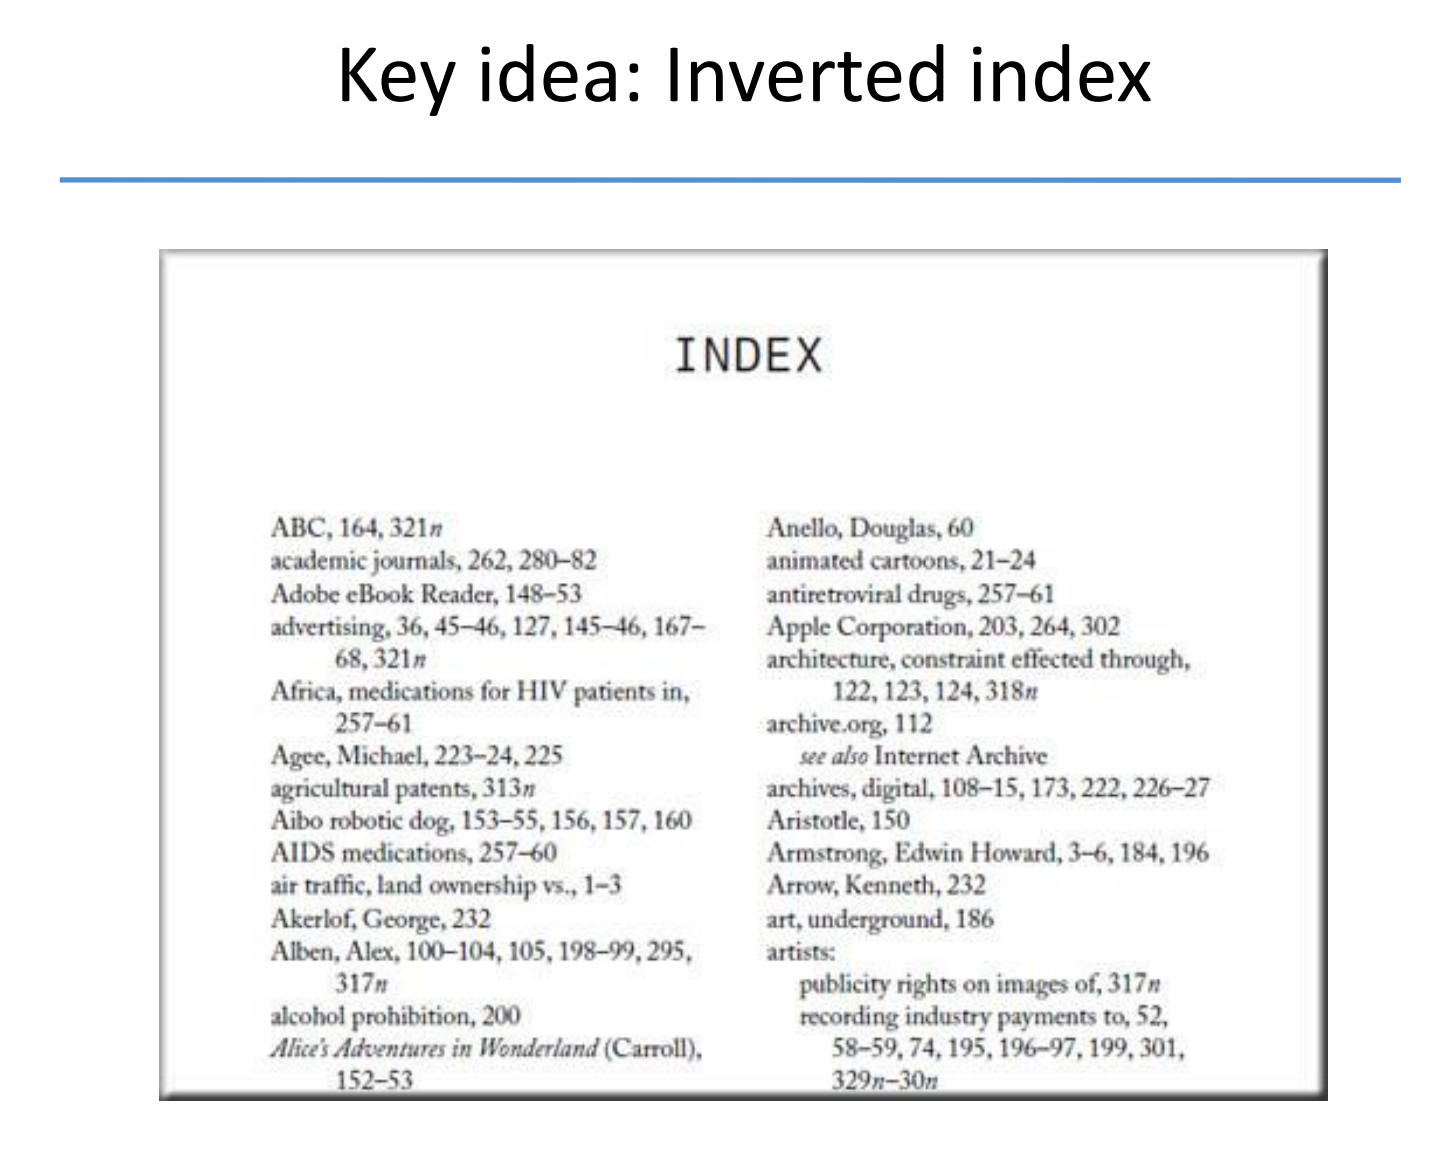 Key idea: Inverted index
INDEX
ABC, 164, 321n
academic journals, 262, 280–82
Adobe eBook Reader, 148–53
advertising, 36, 45–46, 127, 145–46, 167–
68, 321n
Africa, medications for HIV patients in,
257–61
Agee, Michael, 223–24, 225
agricultural patents, 313n
Aibo robotic dog, 153–55, 156, 157, 160
AIDS medications, 257–60
air traffic, land ownership vs., 1–3
Akerlof, George, 232
Alben, Alex, 100–104, 105, 198–99, 295,
317n
alcohol prohibition, 200
Alice's Adventures in Wonderland (Carroll),
152–53
Anello, Douglas, 60
animated cartoons, 21–24
antiretroviral drugs, 257–61
Apple Corporation, 203, 264, 302
architecture, constraint effected through,
122, 123, 124, 318n
archive.org, 112
see also Internet Archive
archives, digital, 108–15, 173, 222, 226–27
Aristotle, 150
Armstrong, Edwin Howard, 3–6, 184, 196
Arrow, Kenneth, 232
art, underground, 186
artists:
publicity rights on images of, 317n
recording industry payments to, 52,
58–59, 74, 195, 196–97, 199, 301,
329n–30n